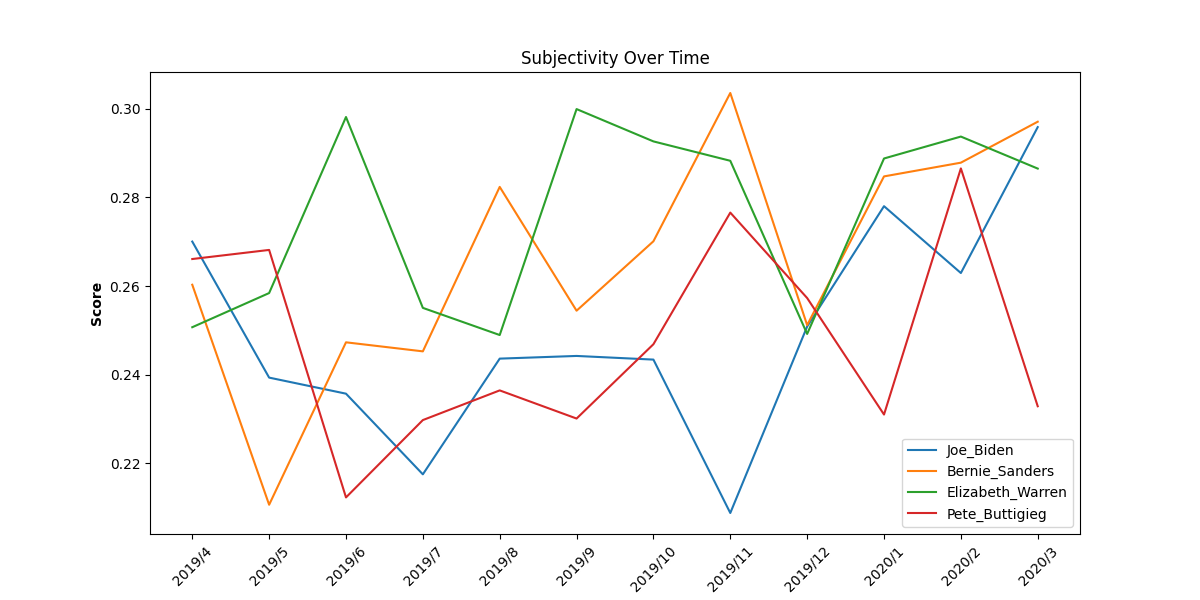 Subjectivity Over Time
Score
0.30
0.28
0.26
0.24
0.22
2019/4
2019/5
2019/6
2019/7
2019/8
2019/9
2019/10
2019/11
2019/12
2020/1
2020/2
2020/3
Joe_Biden
Bernie_Sanders
Elizabeth_Warren
Pete_Buttigieg